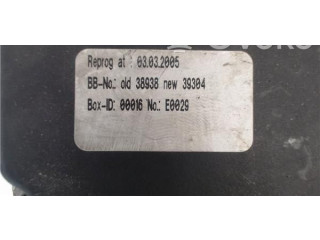 Reprog at : 03.03.2005
BB-No.: old 38938 new 39304
Box-ID: 00016 No.: E0029